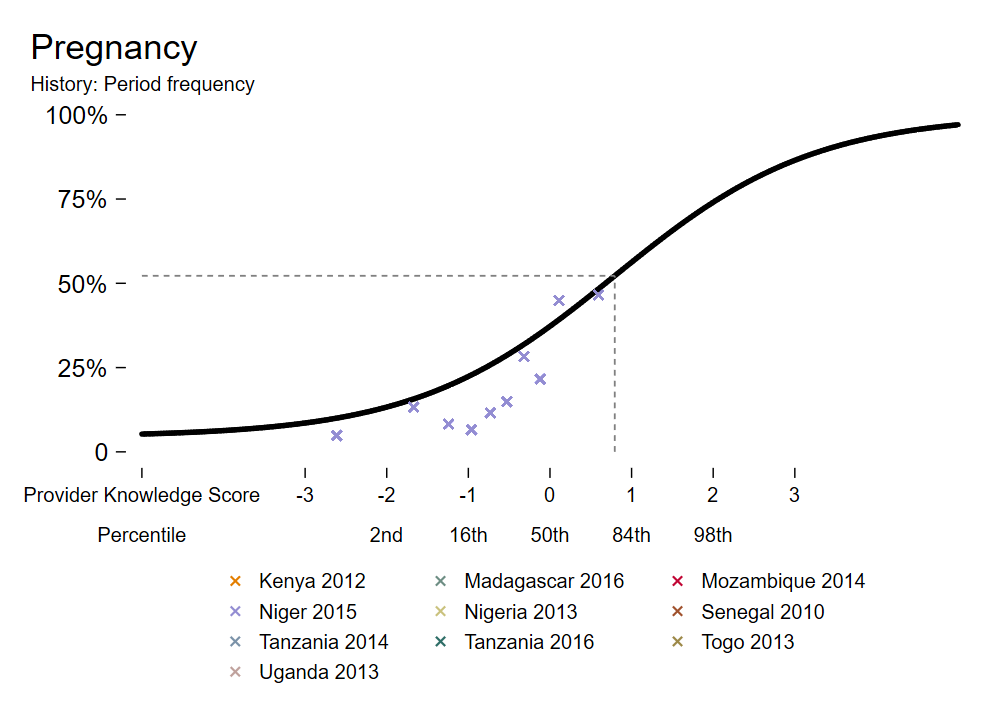 Pregnancy
History: Period frequency
100%
75%
50%
25%
0
Provider Knowledge Score -3 -2 -1 0 1 2 3
Percentile 2nd 16th 50th 84th 98th
Kenya 2012 Madagascar 2016 Mozambique 2014
Niger 2015 Nigeria 2013 Senegal 2010
Tanzania 2014 Tanzania 2016 Togo 2013
Uganda 2013